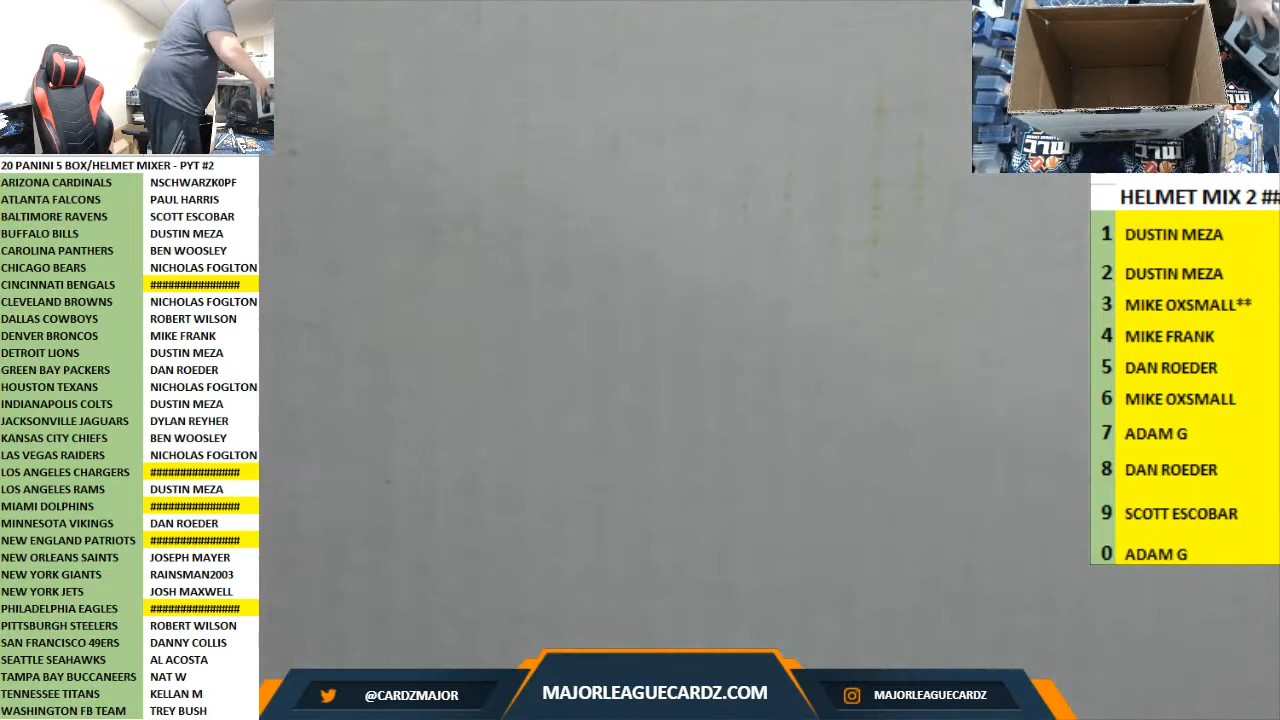 20 PANINI 5 BOX/HELMET MIXER - PYT #2
ARIZONA CARDINALS NSCHWARZK0PF
ATLANTA FALCONS PAUL HARRIS
BALTIMORE RAVENS SCOTT ESCOBAR
BUFFALO BILLS DUSTIN MEZA
CAROLINA PANTHERS BEN WOOSLEY
CHICAGO BEARS NICHOLAS FOGLTON
CINCINNATI BENGALS ###############
CLEVELAND BROWNS NICHOLAS FOGLTON
DALLAS COWBOYS ROBERT WILSON
DENVER BRONCOS MIKE FRANK
DETROIT LIONS DUSTIN MEZA
GREEN BAY PACKERS DAN ROEDER
HOUSTON TEXANS NICHOLAS FOGLTON
INDIANAPOLIS COLTS DUSTIN MEZA
JACKSONVILLE JAGUARS DYLAN REYHER
KANSAS CITY CHIEFS BEN WOOSLEY
LAS VEGAS RAIDERS NICHOLAS FOGLTON
LOS ANGELES CHARGERS ###############
LOS ANGELES RAMS DUSTIN MEZA
MIAMI DOLPHINS ###############
MINNESOTA VIKINGS DAN ROEDER
NEW ENGLAND PATRIOTS ###############
NEW ORLEANS SAINTS JOSEPH MAYER
NEW YORK GIANTS RAINSMAN2003
NEW YORK JETS JOSH MAXWELL
PHILADELPHIA EAGLES ###############
PITTSBURGH STEELERS ROBERT WILSON
SAN FRANCISCO 49ERS DANNY COLLIS
SEATTLE SEAHAWKS AL ACOSTA
TAMPA BAY BUCCANEERS NAT W
TENNESSEE TITANS KELLAN M
WASHINGTON FB TEAM TREY BUSH
HELMET MIX 2 ##
1 DUSTIN MEZA
2 DUSTIN MEZA
3 MIKE OXSMALL**
4 MIKE FRANK
5 DAN ROEDER
6 MIKE OXSMALL
7 ADAM G
8 DAN ROEDER
9 SCOTT ESCOBAR
0 ADAM G
@CARDZMAJOR
MAJORLEAGUECARDZ.COM
MAJORLEAGUECARDZ